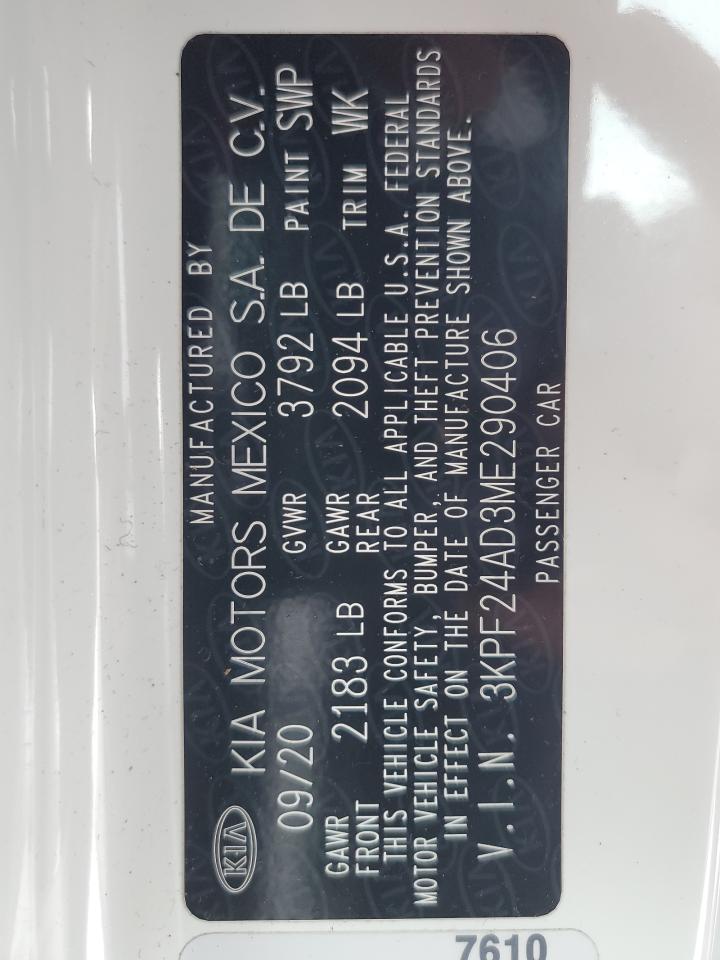 MANUFACTURED BY
KIA KIA MOTORS MEXICO S.A. DE C.V.
09/20 GVWR 3792 LB PAINT SWP
GAWR FRONT 2183 LB GAWR REAR 2094 LB TRIM WK
THIS VEHICLE CONFORMS TO ALL APPLICABLE U.S.A. FEDERAL
MOTOR VEHICLE SAFETY, BUMPER, AND THEFT PREVENTION STANDARDS
IN EFFECT ON THE DATE OF MANUFACTURE SHOWN ABOVE.
V.I.N. 3KPF24AD3ME290406
PASSENGER CAR
7610